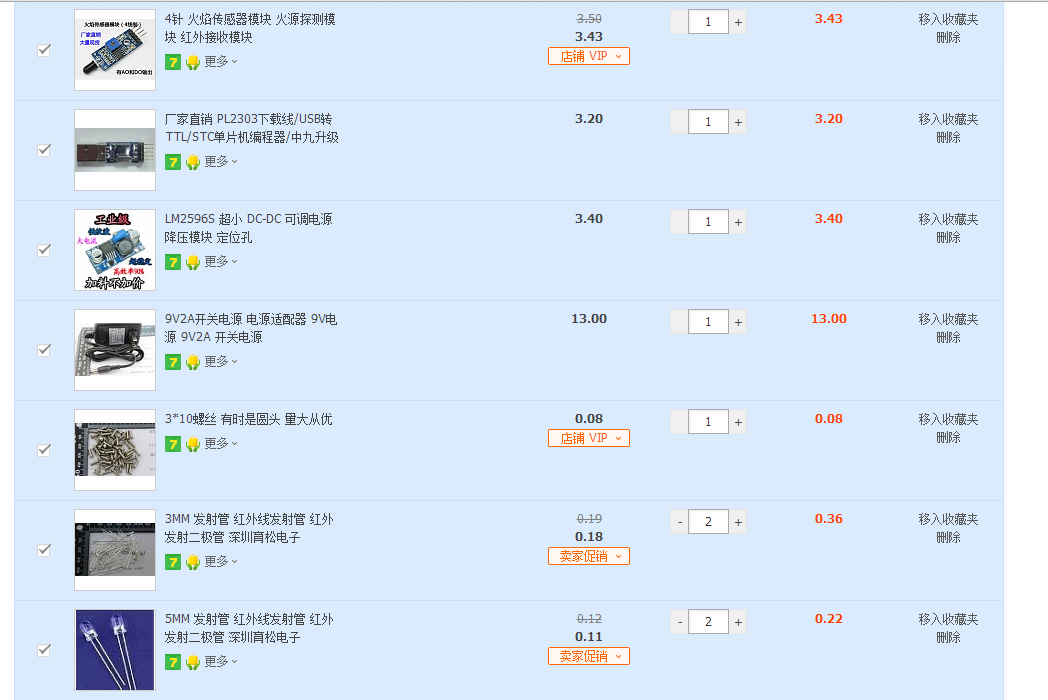 火焰传感器模块（4线制）
厂家直销
大量现货
有AO和DO输出
4针 火焰传感器模块 火源探测模
块 红外接收模块
7 更多
3.50
3.43
店铺 VIP
1 +
3.43
移入收藏夹
删除
厂家直销 PL2303下载线/USB转
TTL/STC单片机编程器/中九升级
7 更多
3.20
1 +
3.20
移入收藏夹
删除
工业级
低纹波
大电流
超稳定
高效率90%
加料不加价
LM2596S 超小 DC-DC 可调电源
降压模块 定位孔
7 更多
3.40
1 +
3.40
移入收藏夹
删除
9V2A开关电源 电源适配器 9V电
源 9V2A 开关电源
7 更多
13.00
1 +
13.00
移入收藏夹
删除
3*10螺丝 有时是圆头 量大从优
7 更多
0.08
店铺 VIP
1 +
0.08
移入收藏夹
删除
3MM 发射管 红外线发射管 红外
发射二极管 深圳育松电子
7 更多
0.19
0.18
卖家促销
- 2 +
0.36
移入收藏夹
删除
5MM 发射管 红外线发射管 红外
发射二极管 深圳育松电子
7 更多
0.12
0.11
卖家促销
- 2 +
0.22
移入收藏夹
删除